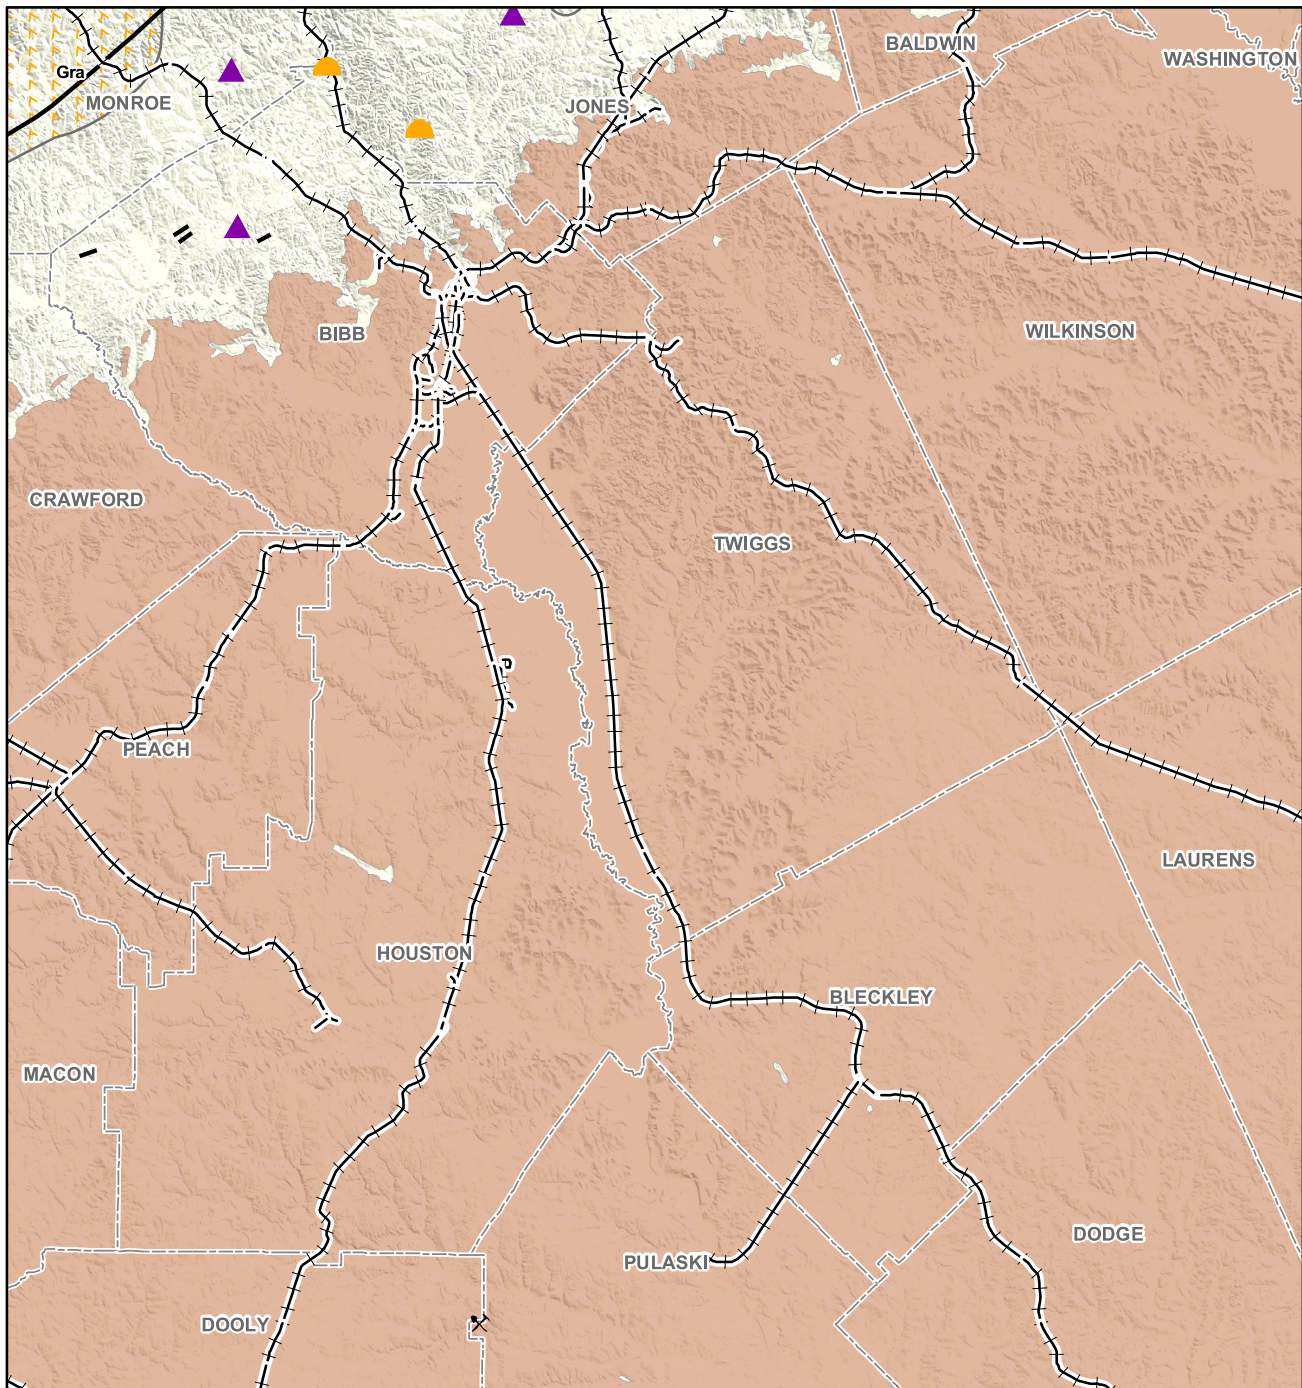 BALDWIN
WASHINGTON
Gra
MONROE
JONES
BIBB
WILKINSON
CRAWFORD
TWIGGS
PEACH
LAURENS
HOUSTON
BLECKLEY
MACON
DODGE
PULASKI
DOOLY